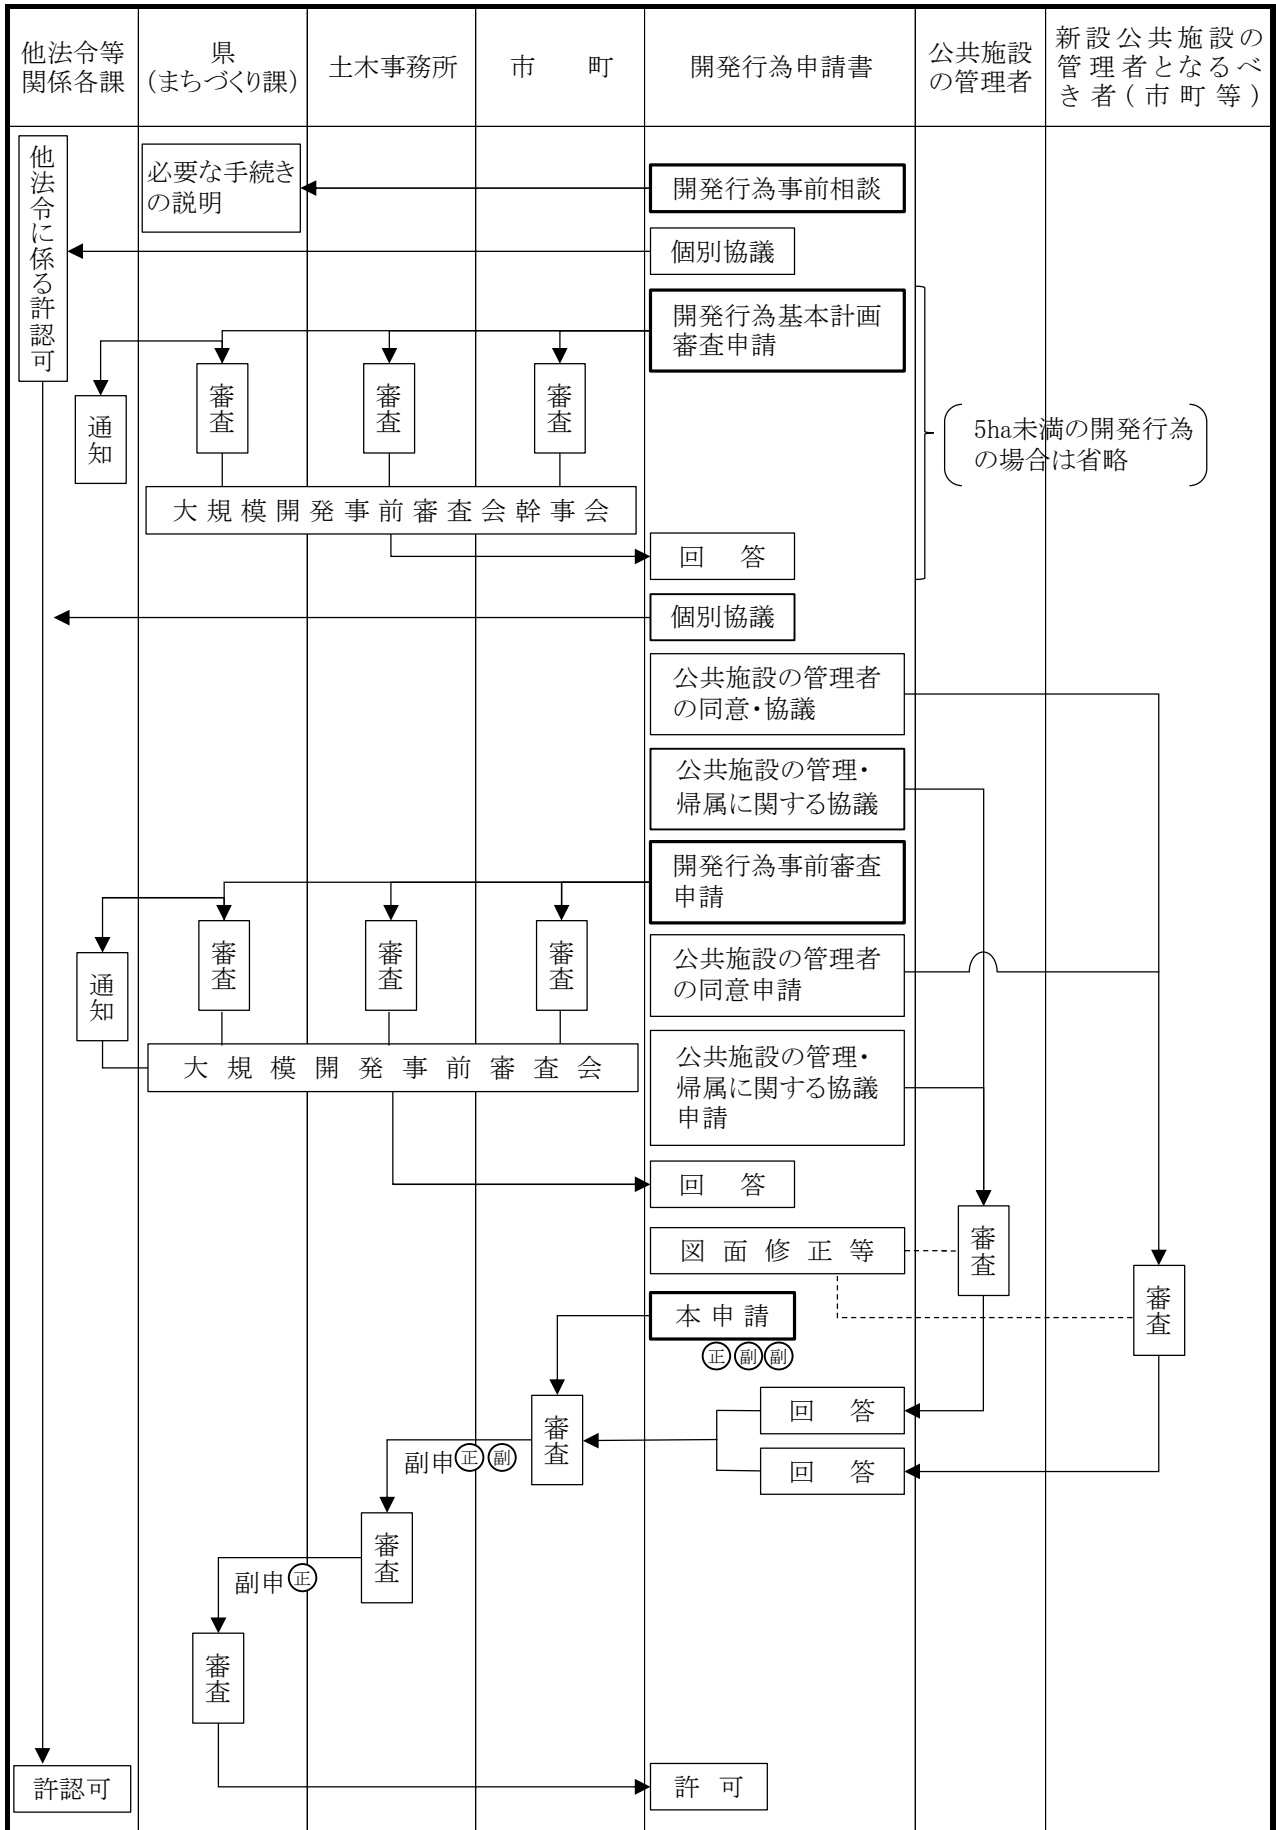 他法令等
関係各課
県
(まちづくり課)
土木事務所
市　町
開発行為申請書
公共施設
の管理者
新設公共施設の
管理者となるべ
き者(市町等)
他法令に係る許認可
必要な手続き
の説明
開発行為事前相談
個別協議
開発行為基本計画
審査申請
審査
審査
審査
通知
5ha未満の開発行為
の場合は省略
大規模開発事前審査会幹事会
回　答
個別協議
公共施設の管理者
の同意・協議
公共施設の管理・
帰属に関する協議
開発行為事前審査
申請
審査
審査
審査
通知
公共施設の管理者
の同意申請
大規模開発事前審査会
公共施設の管理・
帰属に関する協議
申請
回　答
審査
図面修正等
審査
本申請
正 副 副
回　答
審査
副申 正 副
回　答
審査
副申 正
審査
許認可
許　可